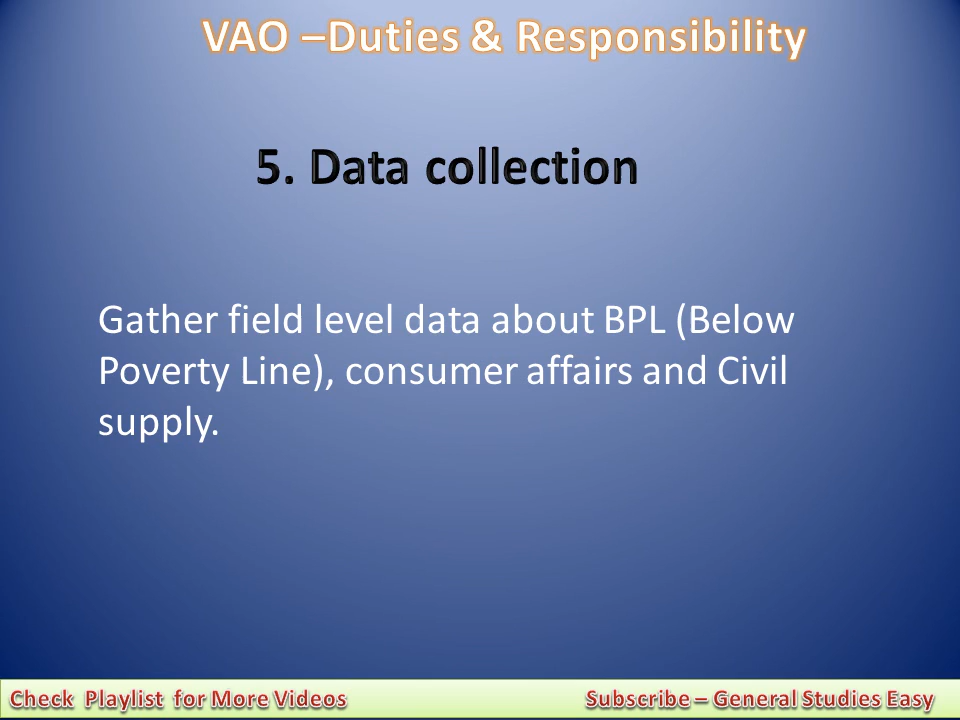 VAO –Duties & Responsibility
5. Data collection
Gather field level data about BPL (Below
Poverty Line), consumer affairs and Civil
supply.
Check Playlist for More Videos
Subscribe – General Studies Easy